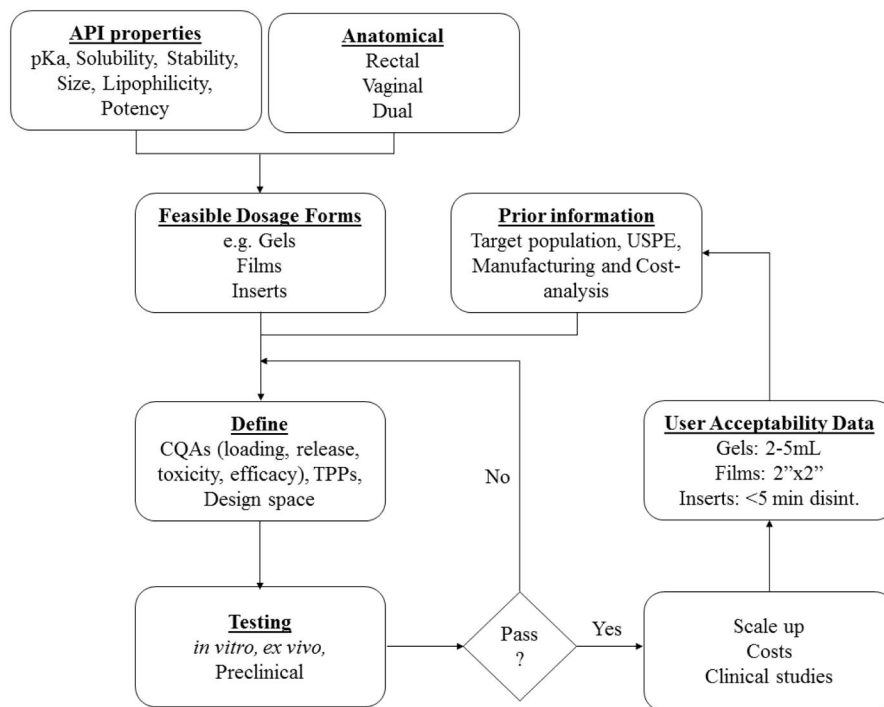 API properties
pKa, Solubility, Stability,
Size, Lipophilicity,
Potency
Anatomical
Rectal
Vaginal
Dual
Feasible Dosage Forms
e.g. Gels
Films
Inserts
Prior information
Target population, USPE,
Manufacturing and Cost-
analysis
Define
CQAs (loading, release,
toxicity, efficacy), TPPs,
Design space
No
User Acceptability Data
Gels: 2-5mL
Films: 2”x2”
Inserts: <5 min disint.
Testing
in vitro, ex vivo,
Preclinical
Pass
?
Yes
Scale up
Costs
Clinical studies